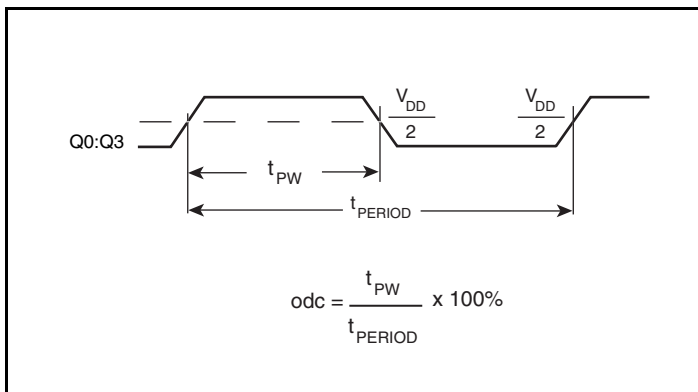 V_DD / 2 V_DD / 2
Q0:Q3
t_PW
t_PERIOD
odc = t_PW / t_PERIOD x 100%